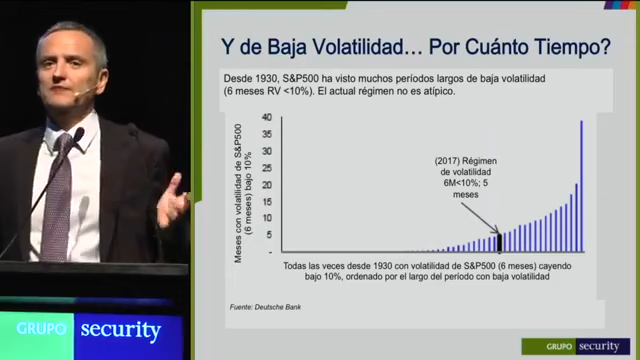 Y de Baja Volatilidad… Por Cuánto Tiempo?
Desde 1930, S&P500 ha visto muchos períodos largos de baja volatilidad
(6 meses RV <10%). El actual régimen no es atípico.
Meses con volatilidad de S&P500
(6 meses) bajo 10%
40
35
30
25
20
15
10
5
-
(2017) Régimen
de volatilidad
6M<10%; 5
meses
Todas las veces desde 1930 con volatilidad de S&P500 (6 meses) cayendo
bajo 10%, ordenado por el largo del período con baja volatilidad
Fuente: Deutsche Bank
GRUPO security
GRUPO security